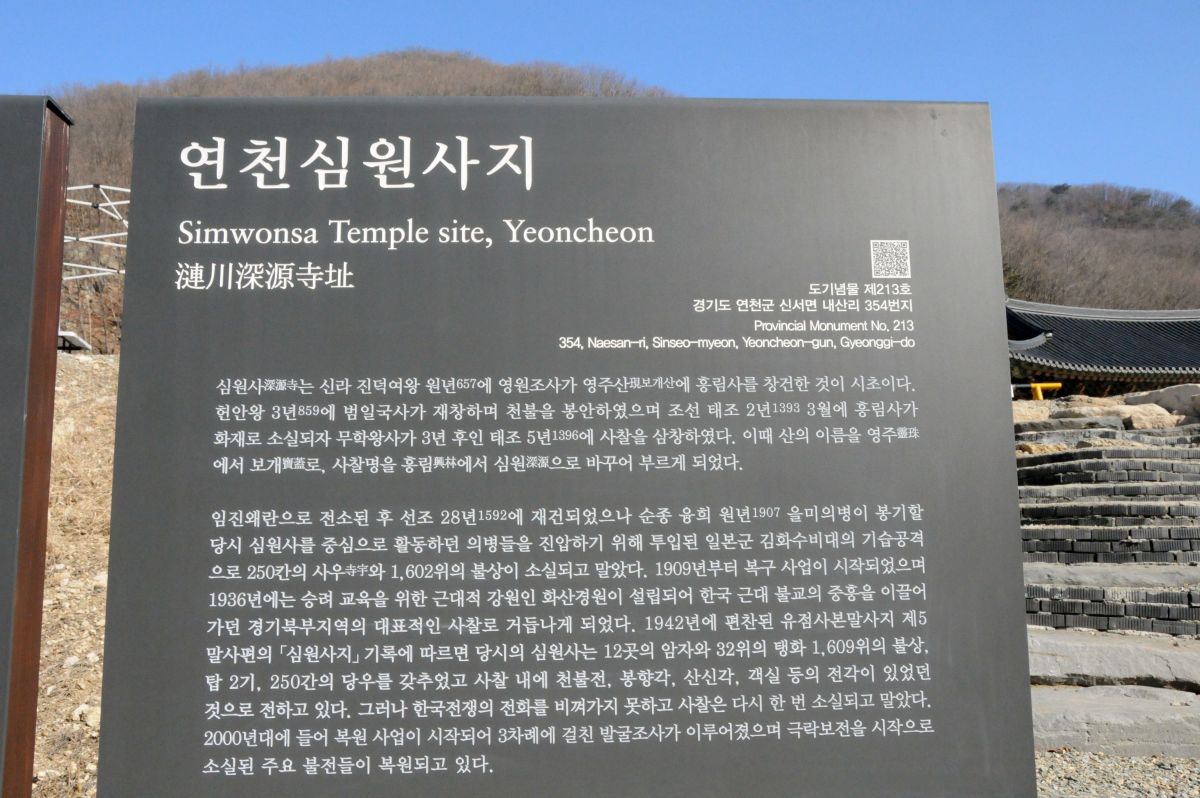 연천심원사지
Simwonsa Temple site, Yeoncheon
漣川深源寺址
도기념물 제213호
경기도 연천군 신서면 내산리 354번지
Provincial Monument No. 213
354, Naesan-ri, Sinseo-myeon, Yeoncheon-gun, Gyeonggi-do
심원사深源寺는 신라 진덕여왕 원년657에 영원조사가 영주산現보개산에 흥림사를 창건한 것이 시초이다.
헌안왕 3년859에 범일국사가 재창하며 천불을 봉안하였으며 조선 태조 2년1393 3월에 흥림사가
화재로 소실되자 무학왕사가 3년 후인 태조 5년1396에 사찰을 삼창하였다. 이때 산의 이름을 영주靈珠
에서 보개寶蓋로, 사찰명을 흥림興林에서 심원深源으로 바꾸어 부르게 되었다.
임진왜란으로 전소된 후 선조 28년1592에 재건되었으나 순종 융희 원년1907 을미의병이 봉기할
당시 심원사를 중심으로 활동하던 의병들을 진압하기 위해 투입된 일본군 김화수비대의 기습공격
으로 250칸의 사우寺宇와 1,602위의 불상이 소실되고 말았다. 1909년부터 복구 사업이 시작되었으며
1936년에는 승려 교육을 위한 근대적 강원인 화산경원이 설립되어 한국 근대 불교의 중흥을 이끌어
가던 경기북부지역의 대표적인 사찰로 거듭나게 되었다. 1942년에 편찬된 유점사본말사지 제5
말사편의 「심원사지」 기록에 따르면 당시의 심원사는 12곳의 암자와 32위의 탱화 1,609위의 불상,
탑 2기, 250간의 당우를 갖추었고 사찰 내에 천불전, 봉향각, 산신각, 객실 등의 전각이 있었던
것으로 전하고 있다. 그러나 한국전쟁의 전화를 비껴가지 못하고 사찰은 다시 한 번 소실되고 말았다.
2000년대에 들어 복원 사업이 시작되어 3차례에 걸친 발굴조사가 이루어졌으며 극락보전을 시작으로
소실된 주요 불전들이 복원되고 있다.